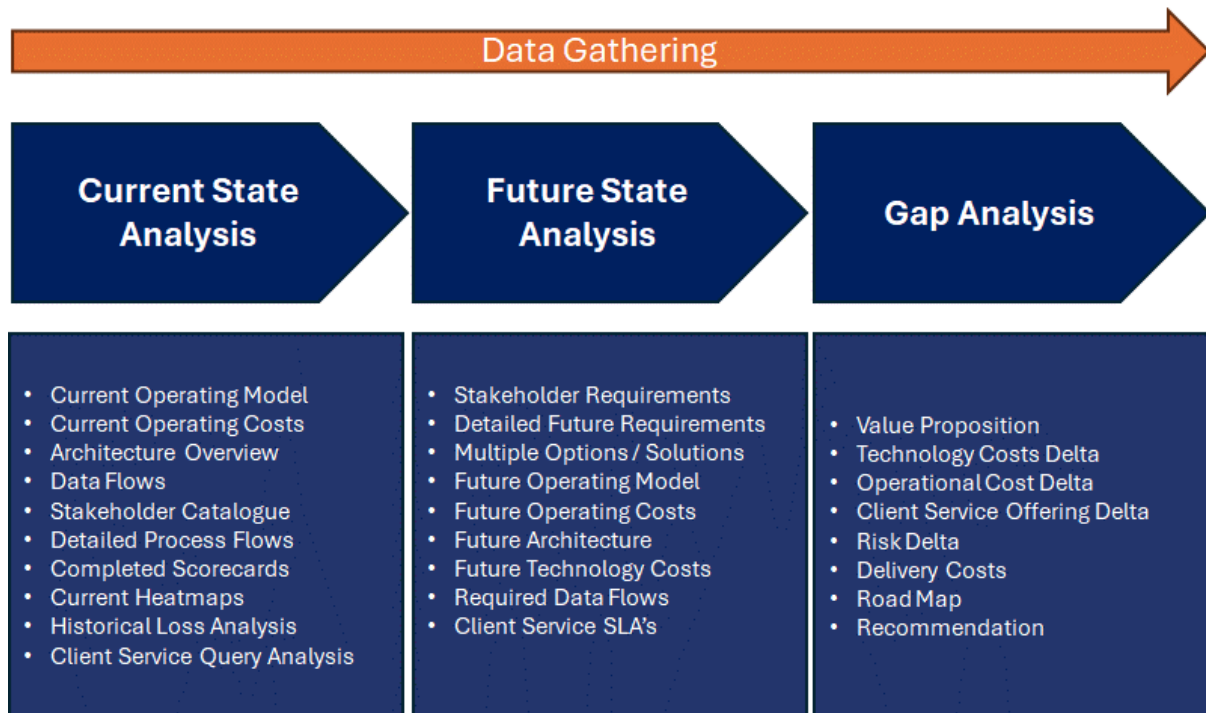 Data Gathering
Current State
Analysis
Future State
Analysis
Gap Analysis
• Current Operating Model
• Current Operating Costs
• Architecture Overview
• Data Flows
• Stakeholder Catalogue
• Detailed Process Flows
• Completed Scorecards
• Current Heatmaps
• Historical Loss Analysis
• Client Service Query Analysis
• Stakeholder Requirements
• Detailed Future Requirements
• Multiple Options / Solutions
• Future Operating Model
• Future Operating Costs
• Future Architecture
• Future Technology Costs
• Required Data Flows
• Client Service SLA's
• Value Proposition
• Technology Costs Delta
• Operational Cost Delta
• Client Service Offering Delta
• Risk Delta
• Delivery Costs
• Road Map
• Recommendation